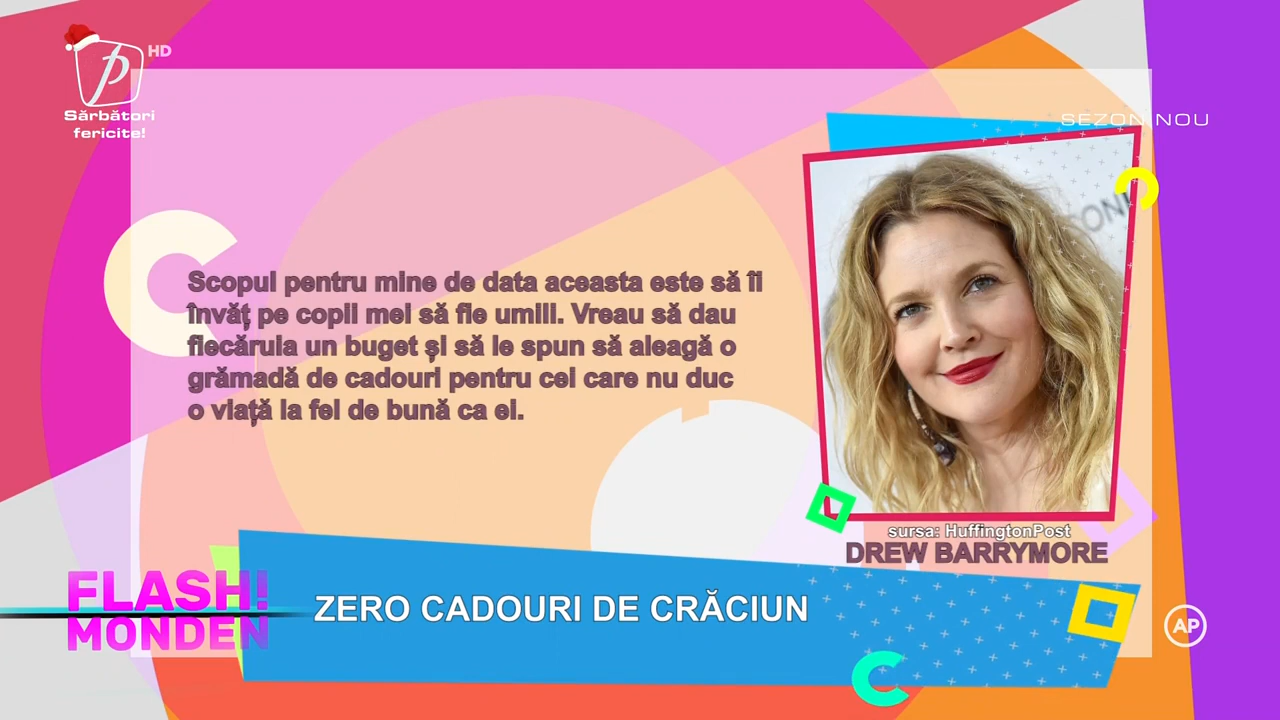 p HD
Sărbători
fericite!
SEZON NOU
Scopul pentru mine de data aceasta este să îi
învăț pe copii mei să fie umili. Vreau să dau
fiecăruia un buget și să le spun să aleagă o
grămadă de cadouri pentru cei care nu duc
o viață la fel de bună ca ei.
sursa: HuffingtonPost
DREW BARRYMORE
FLASH!
MONDEN
ZERO CADOURI DE CRĂCIUN
AP